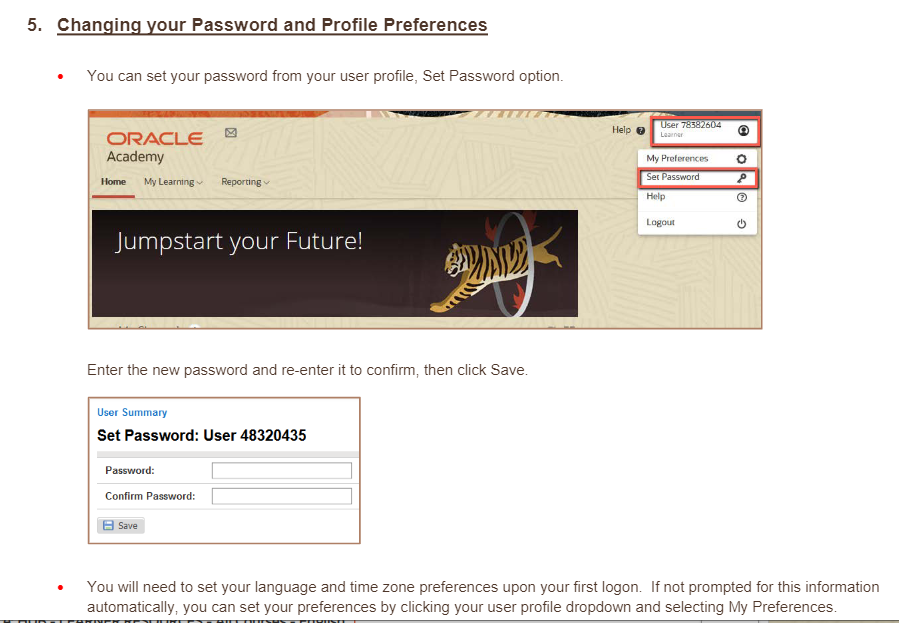 5. Changing your Password and Profile Preferences
• You can set your password from your user profile, Set Password option.
ORACLE
Academy
Help
User 78382604
Learner
Home My Learning Reporting
My Preferences
Set Password
Help
Logout
Jumpstart your Future!
Enter the new password and re-enter it to confirm, then click Save.
User Summary
Set Password: User 48320435
Password:
Confirm Password:
Save
• You will need to set your language and time zone preferences upon your first logon. If not prompted for this information
automatically, you can set your preferences by clicking your user profile dropdown and selecting My Preferences.